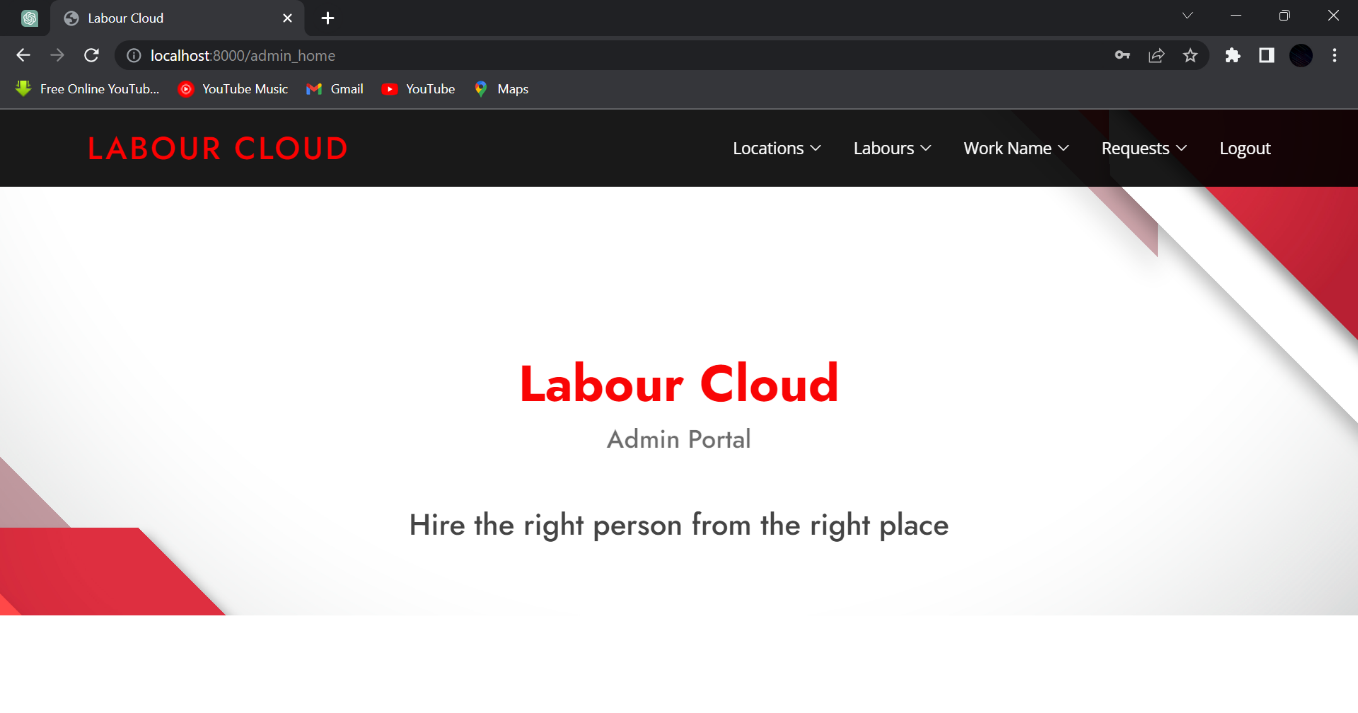 Labour Cloud
localhost:8000/admin_home
Free Online YouTub... YouTube Music Gmail YouTube Maps
LABOUR CLOUD Locations Labours Work Name Requests Logout
Labour Cloud
Admin Portal
Hire the right person from the right place